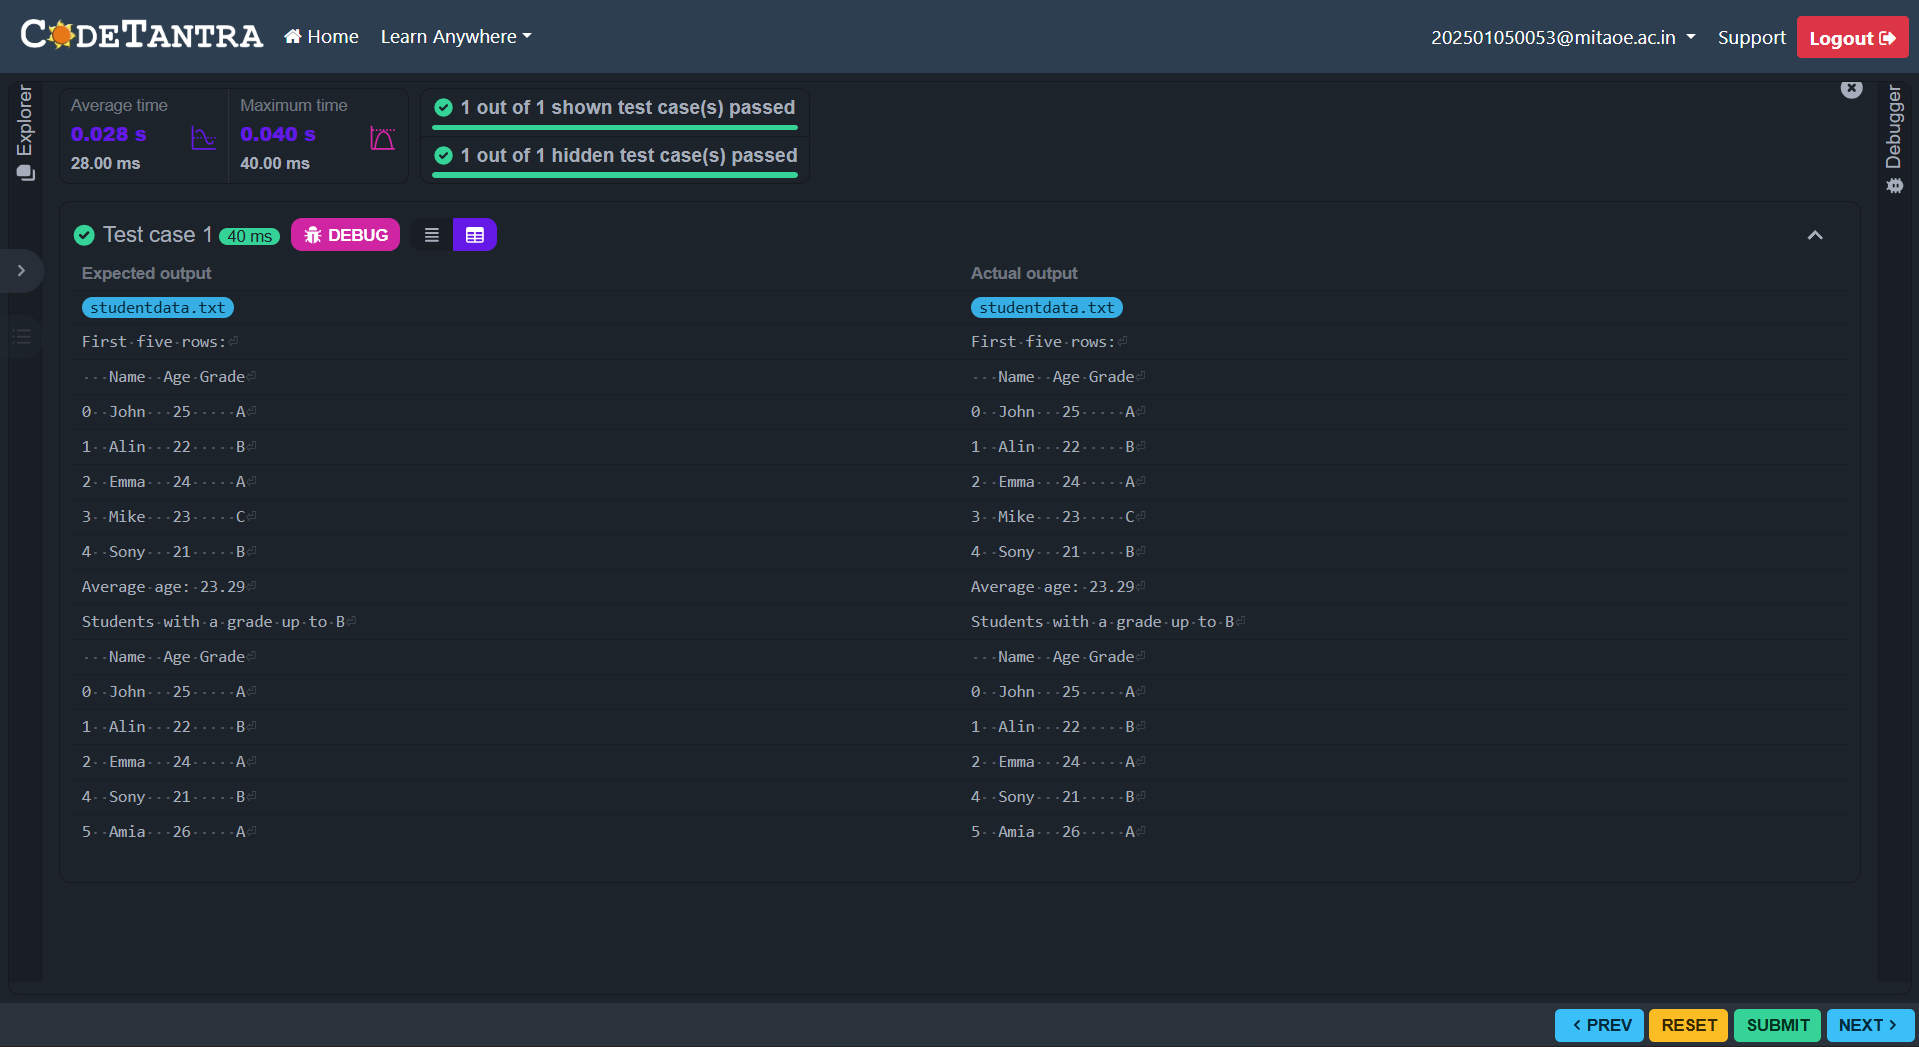 CODETANTRA Home Learn Anywhere 202501050053@mitaoe.ac.in Support Logout
Explorer
Average time
0.028 s
28.00 ms
Maximum time
0.040 s
40.00 ms
1 out of 1 shown test case(s) passed
1 out of 1 hidden test case(s) passed
Debugger
Test case 1 40 ms DEBUG
Expected output
studentdata.txt
First·five·rows:⏎
···Name··Age·Grade⏎
0··John···25·····A⏎
1··Alin···22·····B⏎
2··Emma···24·····A⏎
3··Mike···23·····C⏎
4··Sony···21·····B⏎
Average·age:·23.29⏎
Students·with·a·grade·up·to·B⏎
···Name··Age·Grade⏎
0··John···25·····A⏎
1··Alin···22·····B⏎
2··Emma···24·····A⏎
4··Sony···21·····B⏎
5··Amia···26·····A⏎
Actual output
studentdata.txt
First·five·rows:⏎
···Name··Age·Grade⏎
0··John···25·····A⏎
1··Alin···22·····B⏎
2··Emma···24·····A⏎
3··Mike···23·····C⏎
4··Sony···21·····B⏎
Average·age:·23.29⏎
Students·with·a·grade·up·to·B⏎
···Name··Age·Grade⏎
0··John···25·····A⏎
1··Alin···22·····B⏎
2··Emma···24·····A⏎
4··Sony···21·····B⏎
5··Amia···26·····A⏎
PREV RESET SUBMIT NEXT